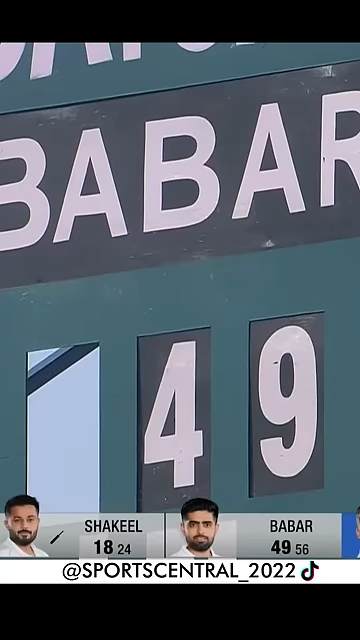 BABAR
4 9
SHAKEEL
18 24
BABAR
49 56
@SPORTSCENTRAL_2022